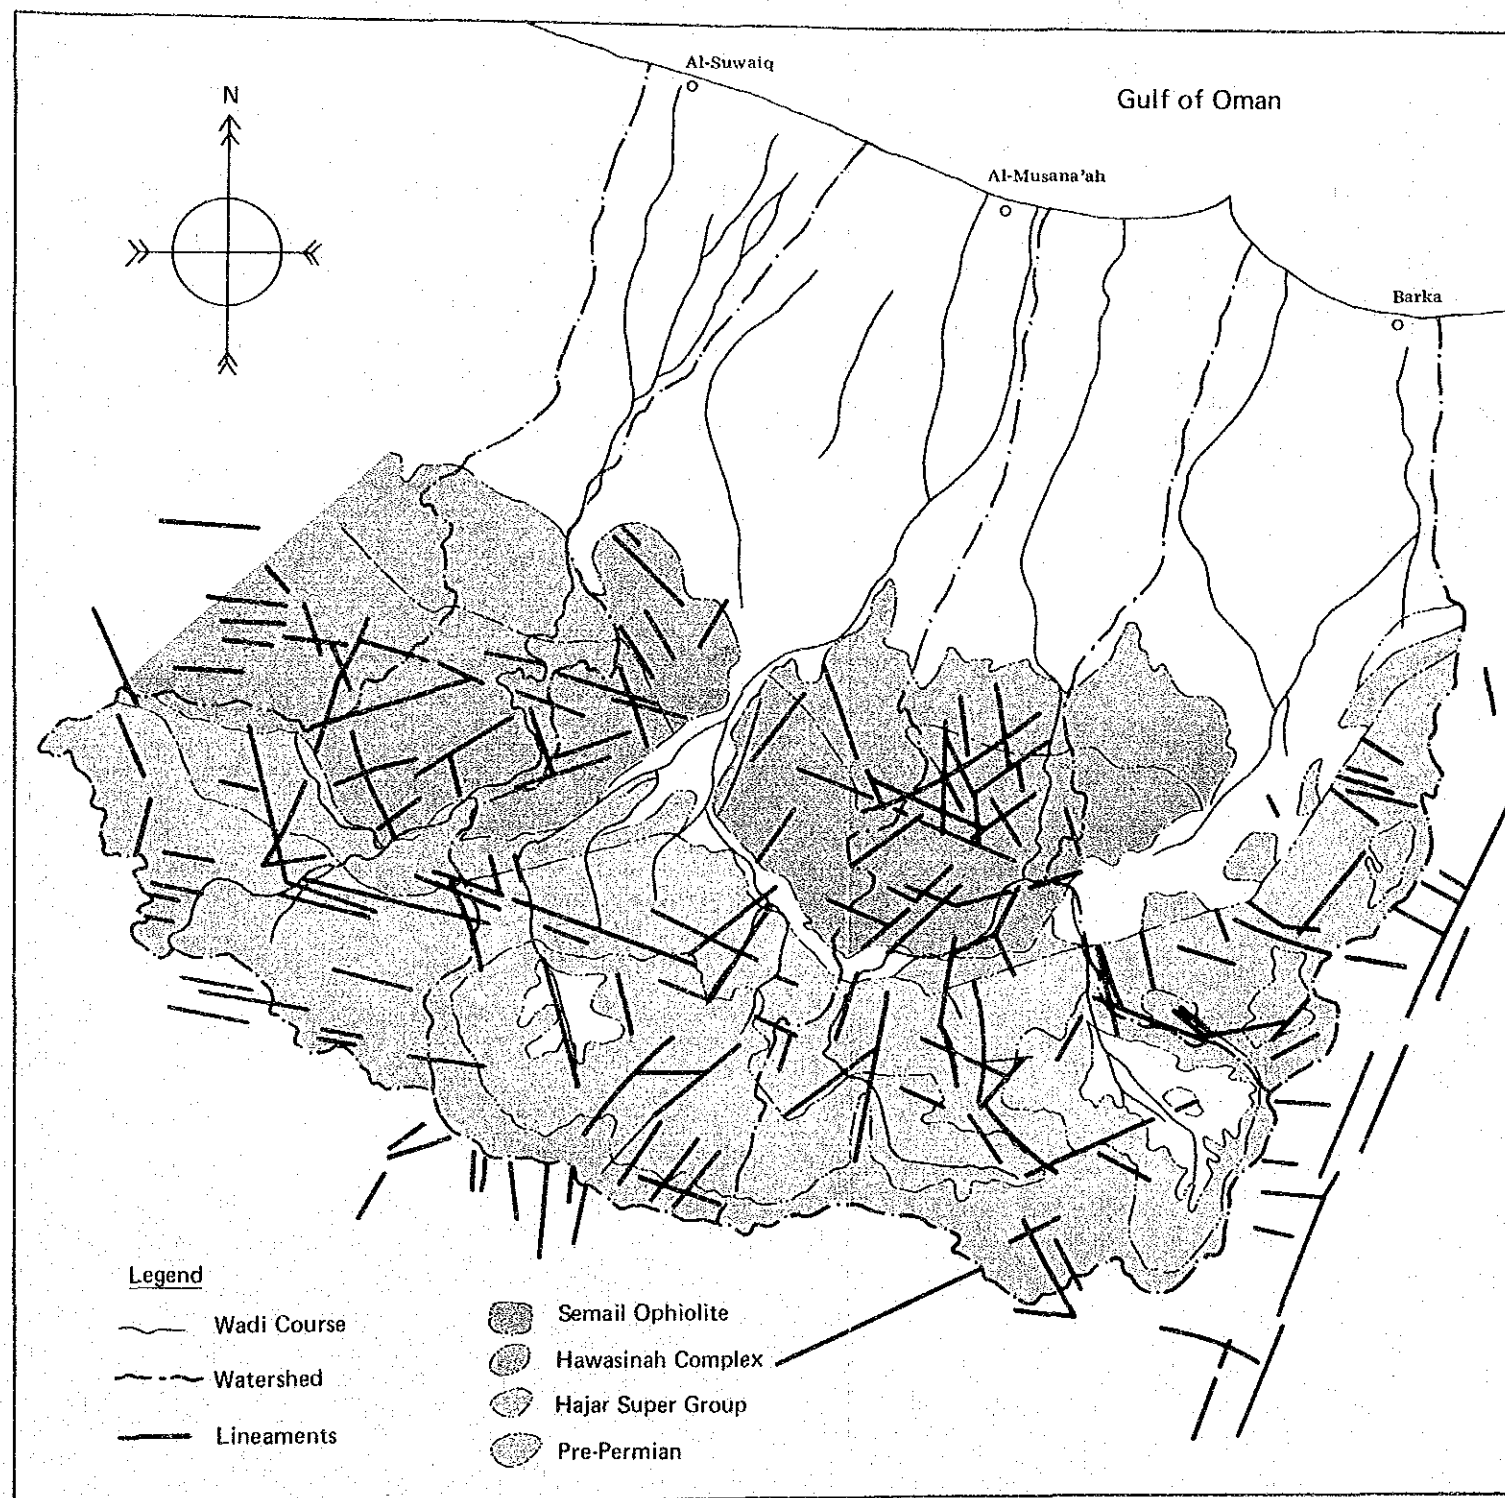 Al-Suwaiq
Gulf of Oman
N
Al-Musana'ah
Barka
Legend
Wadi Course
Watershed
Lineaments
Semail Ophiolite
Hawasinah Complex
Hajar Super Group
Pre-Permian